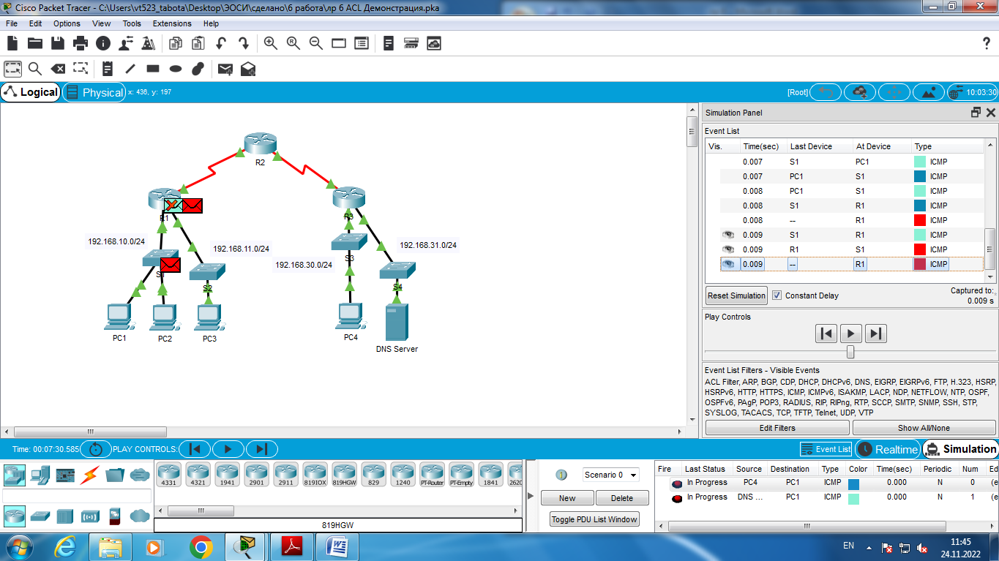 Cisco Packet Tracer - C:\Users\vt523_tabota\Desktop\ЭОСИ\сделано\6 работа\лр 6 ACL Демонстрация.pka
File Edit Options View Tools Extensions Help
Logical Physical x: 436, y: 197 [Root] 10:03:30
R2
R1
R3
192.168.10.0/24
192.168.11.0/24
192.168.30.0/24
192.168.31.0/24
S1
S2
S3
S4
PC1
PC2
PC3
PC4
DNS Server
Simulation Panel
Event List
Vis. Time(sec) Last Device At Device Type
0.007 S1 PC1 ICMP
0.007 PC1 S1 ICMP
0.008 PC1 S1 ICMP
0.008 S1 R1 ICMP
0.008 -- R1 ICMP
0.009 S1 R1 ICMP
0.009 R1 S1 ICMP
0.009 -- R1 ICMP
Reset Simulation Constant Delay Captured to:
0.009 s
Play Controls
Event List Filters - Visible Events
ACL Filter, ARP, BGP, CDP, DHCP, DHCPv6, DNS, EIGRP, EIGRPv6, FTP, H.323, HSRP,
HSRPv6, HTTP, HTTPS, ICMP, ICMPv6, ISAKMP, LACP, NDP, NETFLOW, NTP, OSPF,
OSPFv6, PAgP, POP3, RADIUS, RIP, RIPng, RTP, SCCP, SMTP, SNMP, SSH, STP,
SYSLOG, TACACS, TCP, TFTP, Telnet, UDP, VTP
Edit Filters Show All/None
Time: 00:07:30.585 PLAY CONTROLS: Event List Realtime Simulation
4331 4321 1941 2901 2911 819IOX 819HGW 829 1240 PT-Router PT-Empty 1841 2620
819HGW
Scenario 0
New Delete
Toggle PDU List Window
Fire Last Status Source Destination Type Color Time(sec) Periodic Num Ed
In Progress PC4 PC1 ICMP 0.000 N 0 (e
In Progress DNS ... PC1 ICMP 0.000 N 1 (e
EN 11:45
24.11.2022